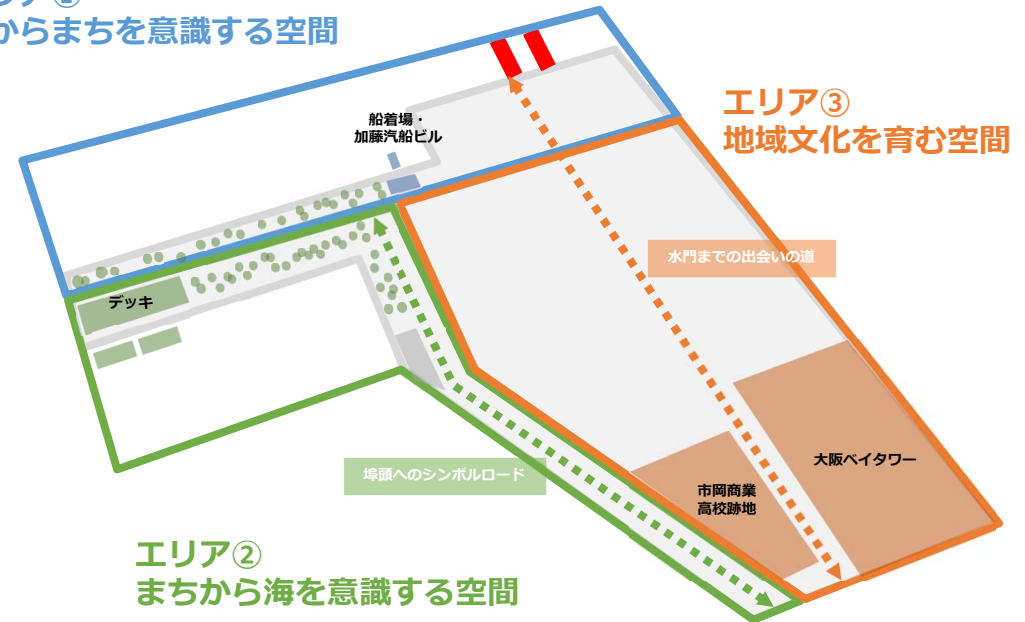 からまちを意識する空間
船着場・
加藤汽船ビル
エリア③
地域文化を育む空間
水門までの出会いの道
デッキ
大阪ベイタワー
埠頭へのシンボルロード
市岡商業
高校跡地
エリア②
まちから海を意識する空間